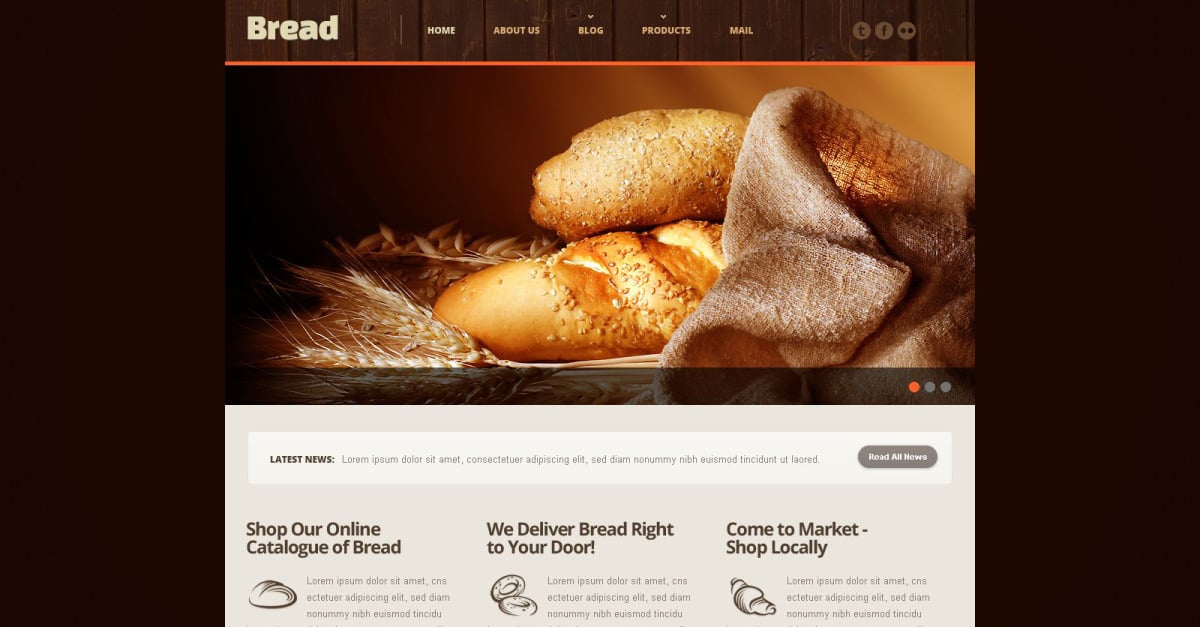 Bread
HOME ABOUT US BLOG PRODUCTS MAIL
LATEST NEWS: Lorem ipsum dolor sit amet, consectetuer adipiscing elit, sed diam nonummy nibh euismod tincidunt ut laored.
Read All News
Shop Our Online
Catalogue of Bread
Lorem ipsum dolor sit amet, cns
ectetuer adipiscing elit, sed diam
nonummy nibh euismod tincidu
We Deliver Bread Right
to Your Door!
Lorem ipsum dolor sit amet, cns
ectetuer adipiscing elit, sed diam
nonummy nibh euismod tincidu
Come to Market -
Shop Locally
Lorem ipsum dolor sit amet, cns
ectetuer adipiscing elit, sed diam
nonummy nibh euismod tincidu